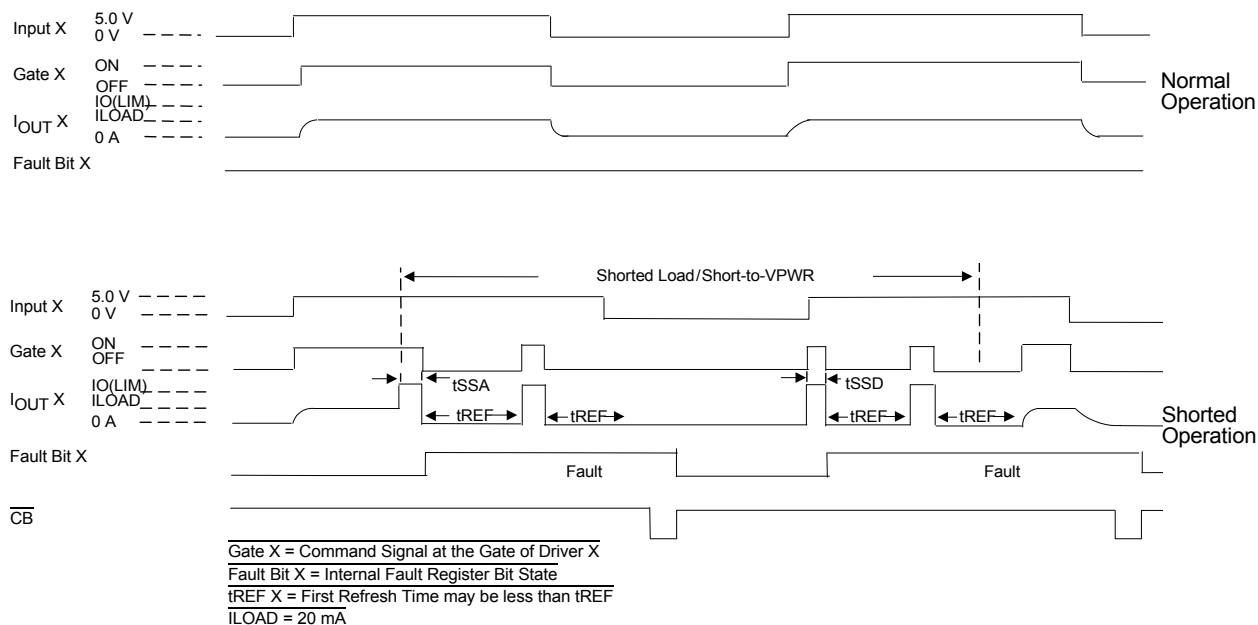 Input X 5.0 V
0 V
Gate X ON
OFF
IO(LIM)
IOUT X ILOAD
0 A
Fault Bit X
Normal
Operation
Shorted Load/Short-to-VPWR
Input X 5.0 V
0 V
Gate X ON
OFF
IO(LIM)
IOUT X ILOAD
0 A
tSSA
tSSD
tREF
tREF
tREF
tREF
Shorted
Operation
Fault Bit X
Fault
Fault
CB
Gate X = Command Signal at the Gate of Driver X
Fault Bit X = Internal Fault Register Bit State
tREF X = First Refresh Time may be less than tREF
ILOAD = 20 mA